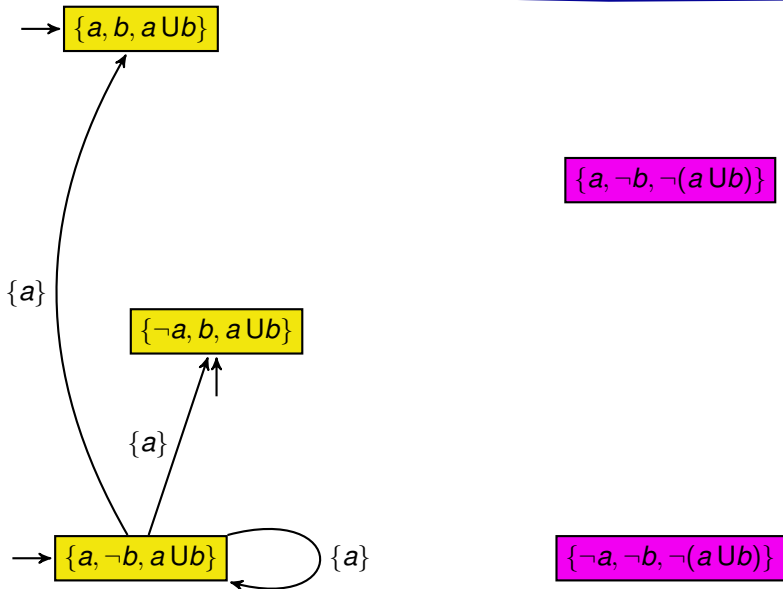 {a, b, a U b}
{a, ¬b, ¬(a U b)}
{a}
{¬a, b, a U b}
{a}
{a, ¬b, a U b}
{a}
{¬a, ¬b, ¬(a U b)}